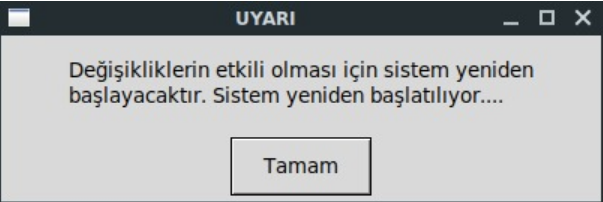 UYARI
Değişikliklerin etkili olması için sistem yeniden
başlayacaktır. Sistem yeniden başlatılıyor....
Tamam